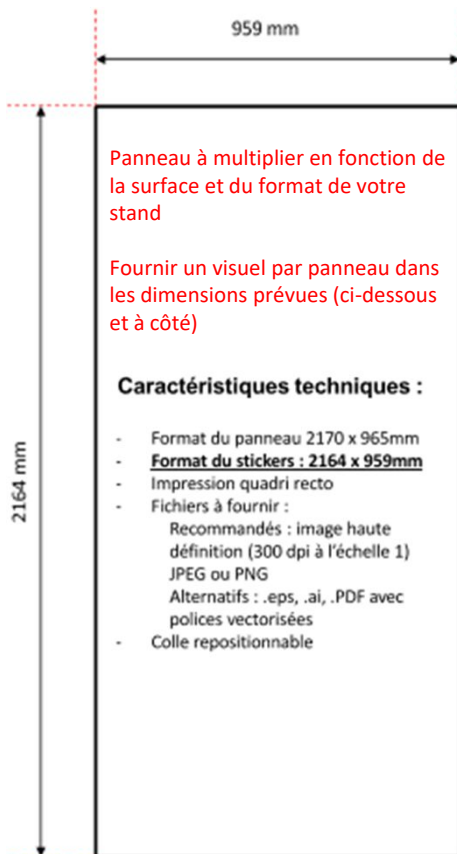 959 mm
Panneau à multiplier en fonction de
la surface et du format de votre
stand
Fournir un visuel par panneau dans
les dimensions prévues (ci-dessous
et à côté)
2164 mm
Caractéristiques techniques :
- Format du panneau 2170 x 965mm
- Format du stickers : 2164 x 959mm
- Impression quadri recto
- Fichiers à fournir :
Recommandés : image haute
définition (300 dpi à l'échelle 1)
JPEG ou PNG
Alternatifs : .eps, .ai, .PDF avec
polices vectorisées
- Colle repositionnable